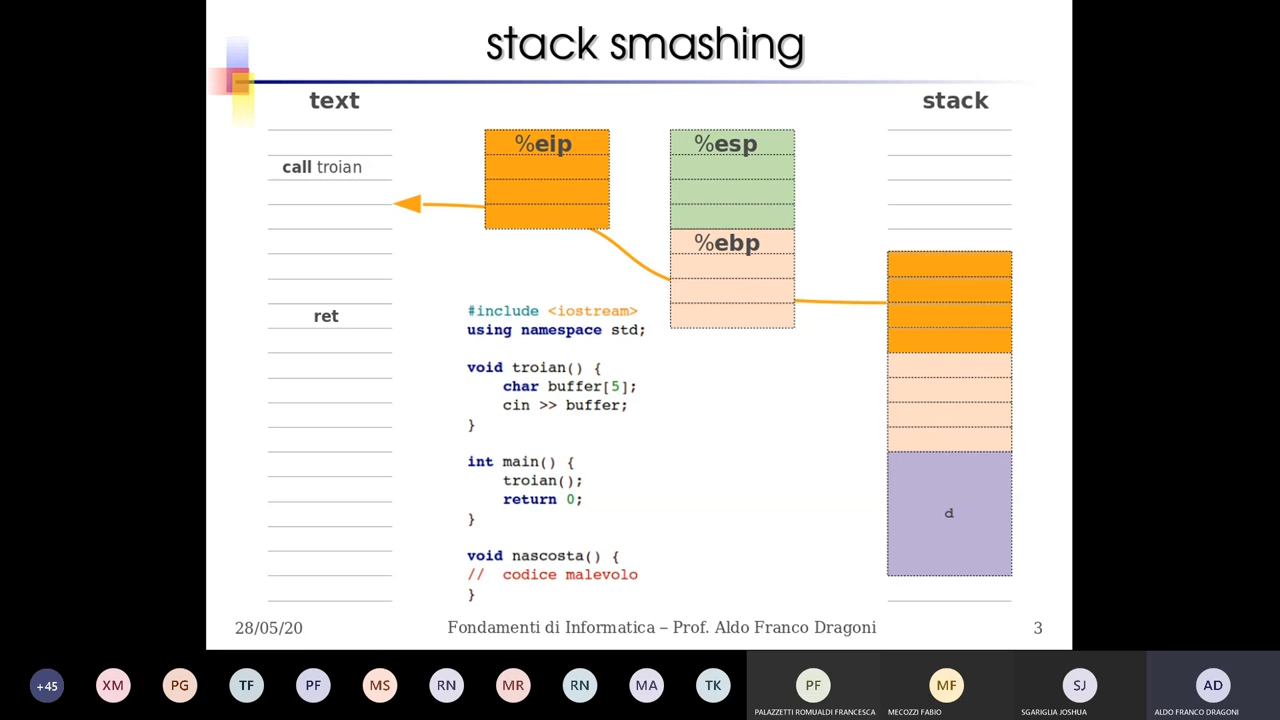 stack smashing
text
stack
%eip
%esp
call troian
%ebp
ret
#include <iostream>
using namespace std;
void troian() {
char buffer[5];
cin >> buffer;
}
int main() {
troian();
return 0;
}
void nascosta() {
// codice malevolo
}
d
28/05/20
Fondamenti di Informatica – Prof. Aldo Franco Dragoni
3
+45
XM
PG
TF
PF
MS
RN
MR
RN
MA
TK
PF
MF
SJ
AD
PALAZZETTI ROMUALDI FRANCESCA
MECOZZI FABIO
SGARIGLIA JOSHUA
ALDO FRANCO DRAGONI